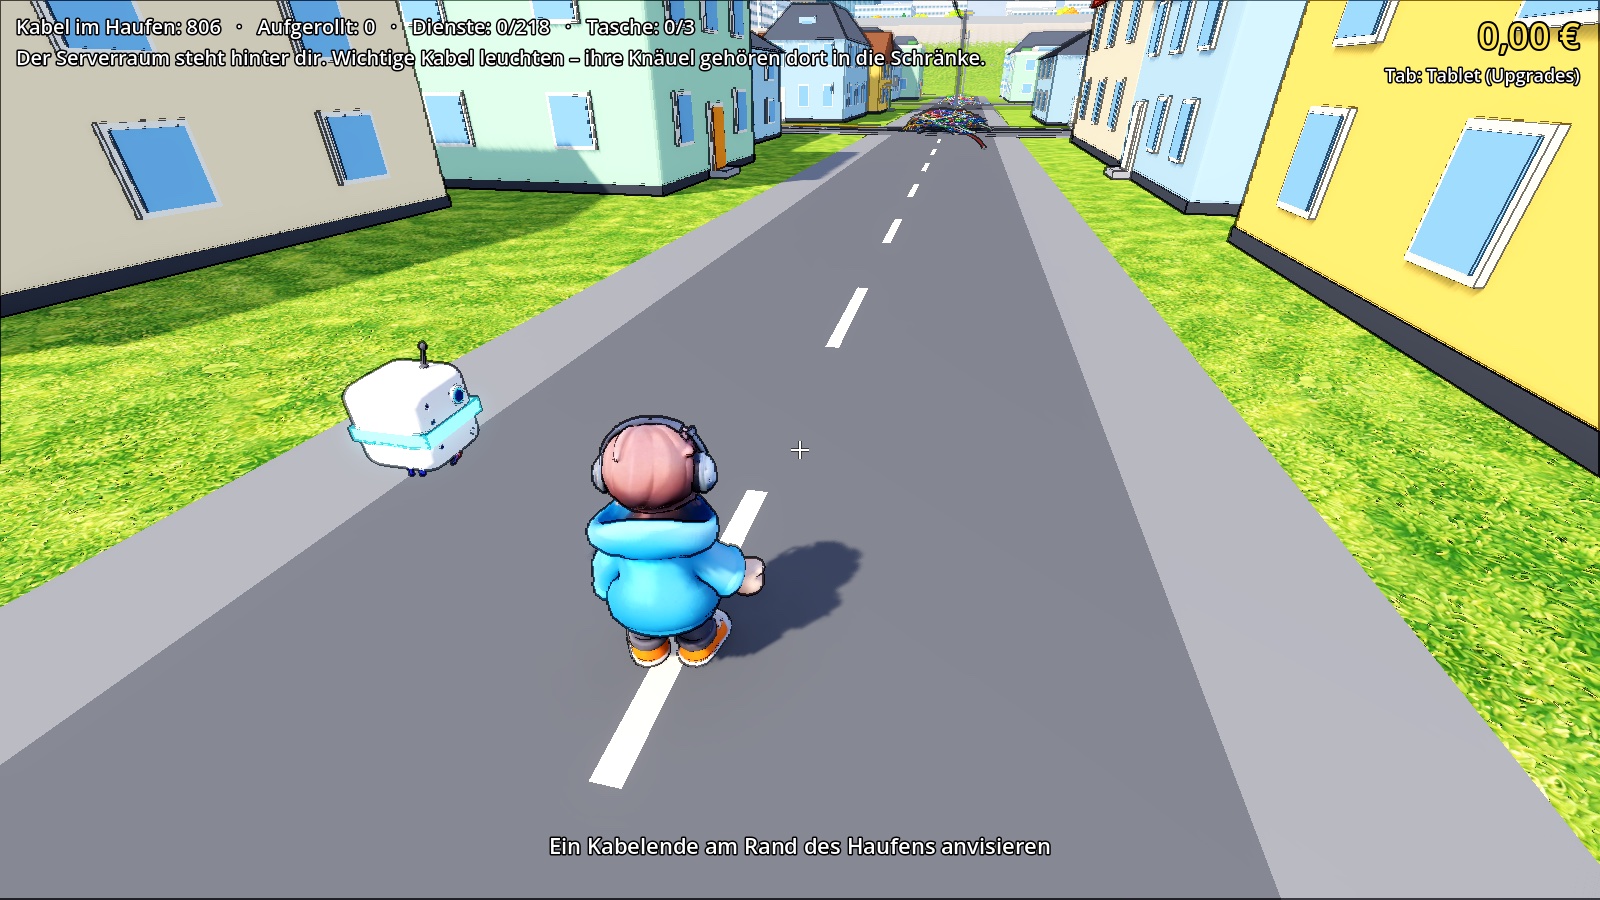 Kabel im Haufen: 806 · Aufgerollt: 0 · Dienste: 0/218 · Tasche: 0/3
Der Serverraum steht hinter dir. Wichtige Kabel leuchten – ihre Knäuel gehören dort in die Schränke.
0,00 €
Tab: Tablet (Upgrades)
Ein Kabelende am Rand des Haufens anvisieren